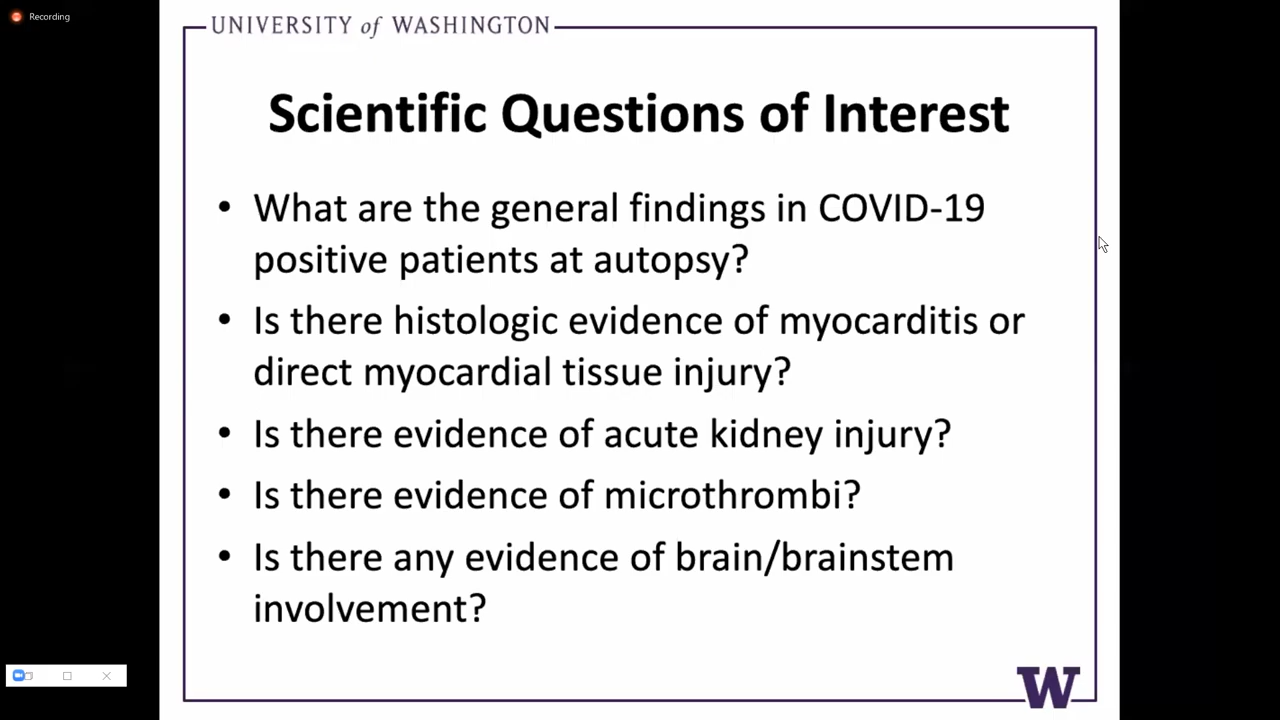 Recording
UNIVERSITY of WASHINGTON
Scientific Questions of Interest
• What are the general findings in COVID-19
positive patients at autopsy?
• Is there histologic evidence of myocarditis or
direct myocardial tissue injury?
• Is there evidence of acute kidney injury?
• Is there evidence of microthrombi?
• Is there any evidence of brain/brainstem
involvement?
W